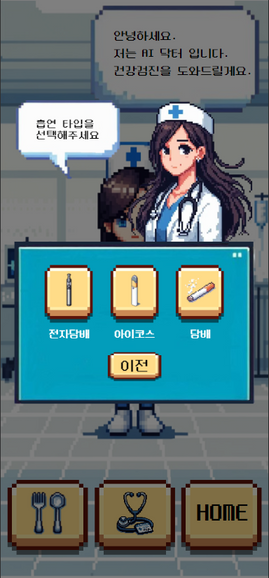 안녕하세요.
저는 AI 닥터 입니다.
건강검진을 도와드릴게요.
흡연 타입을
선택해주세요
전자담배
아이코스
담배
이전
HOME